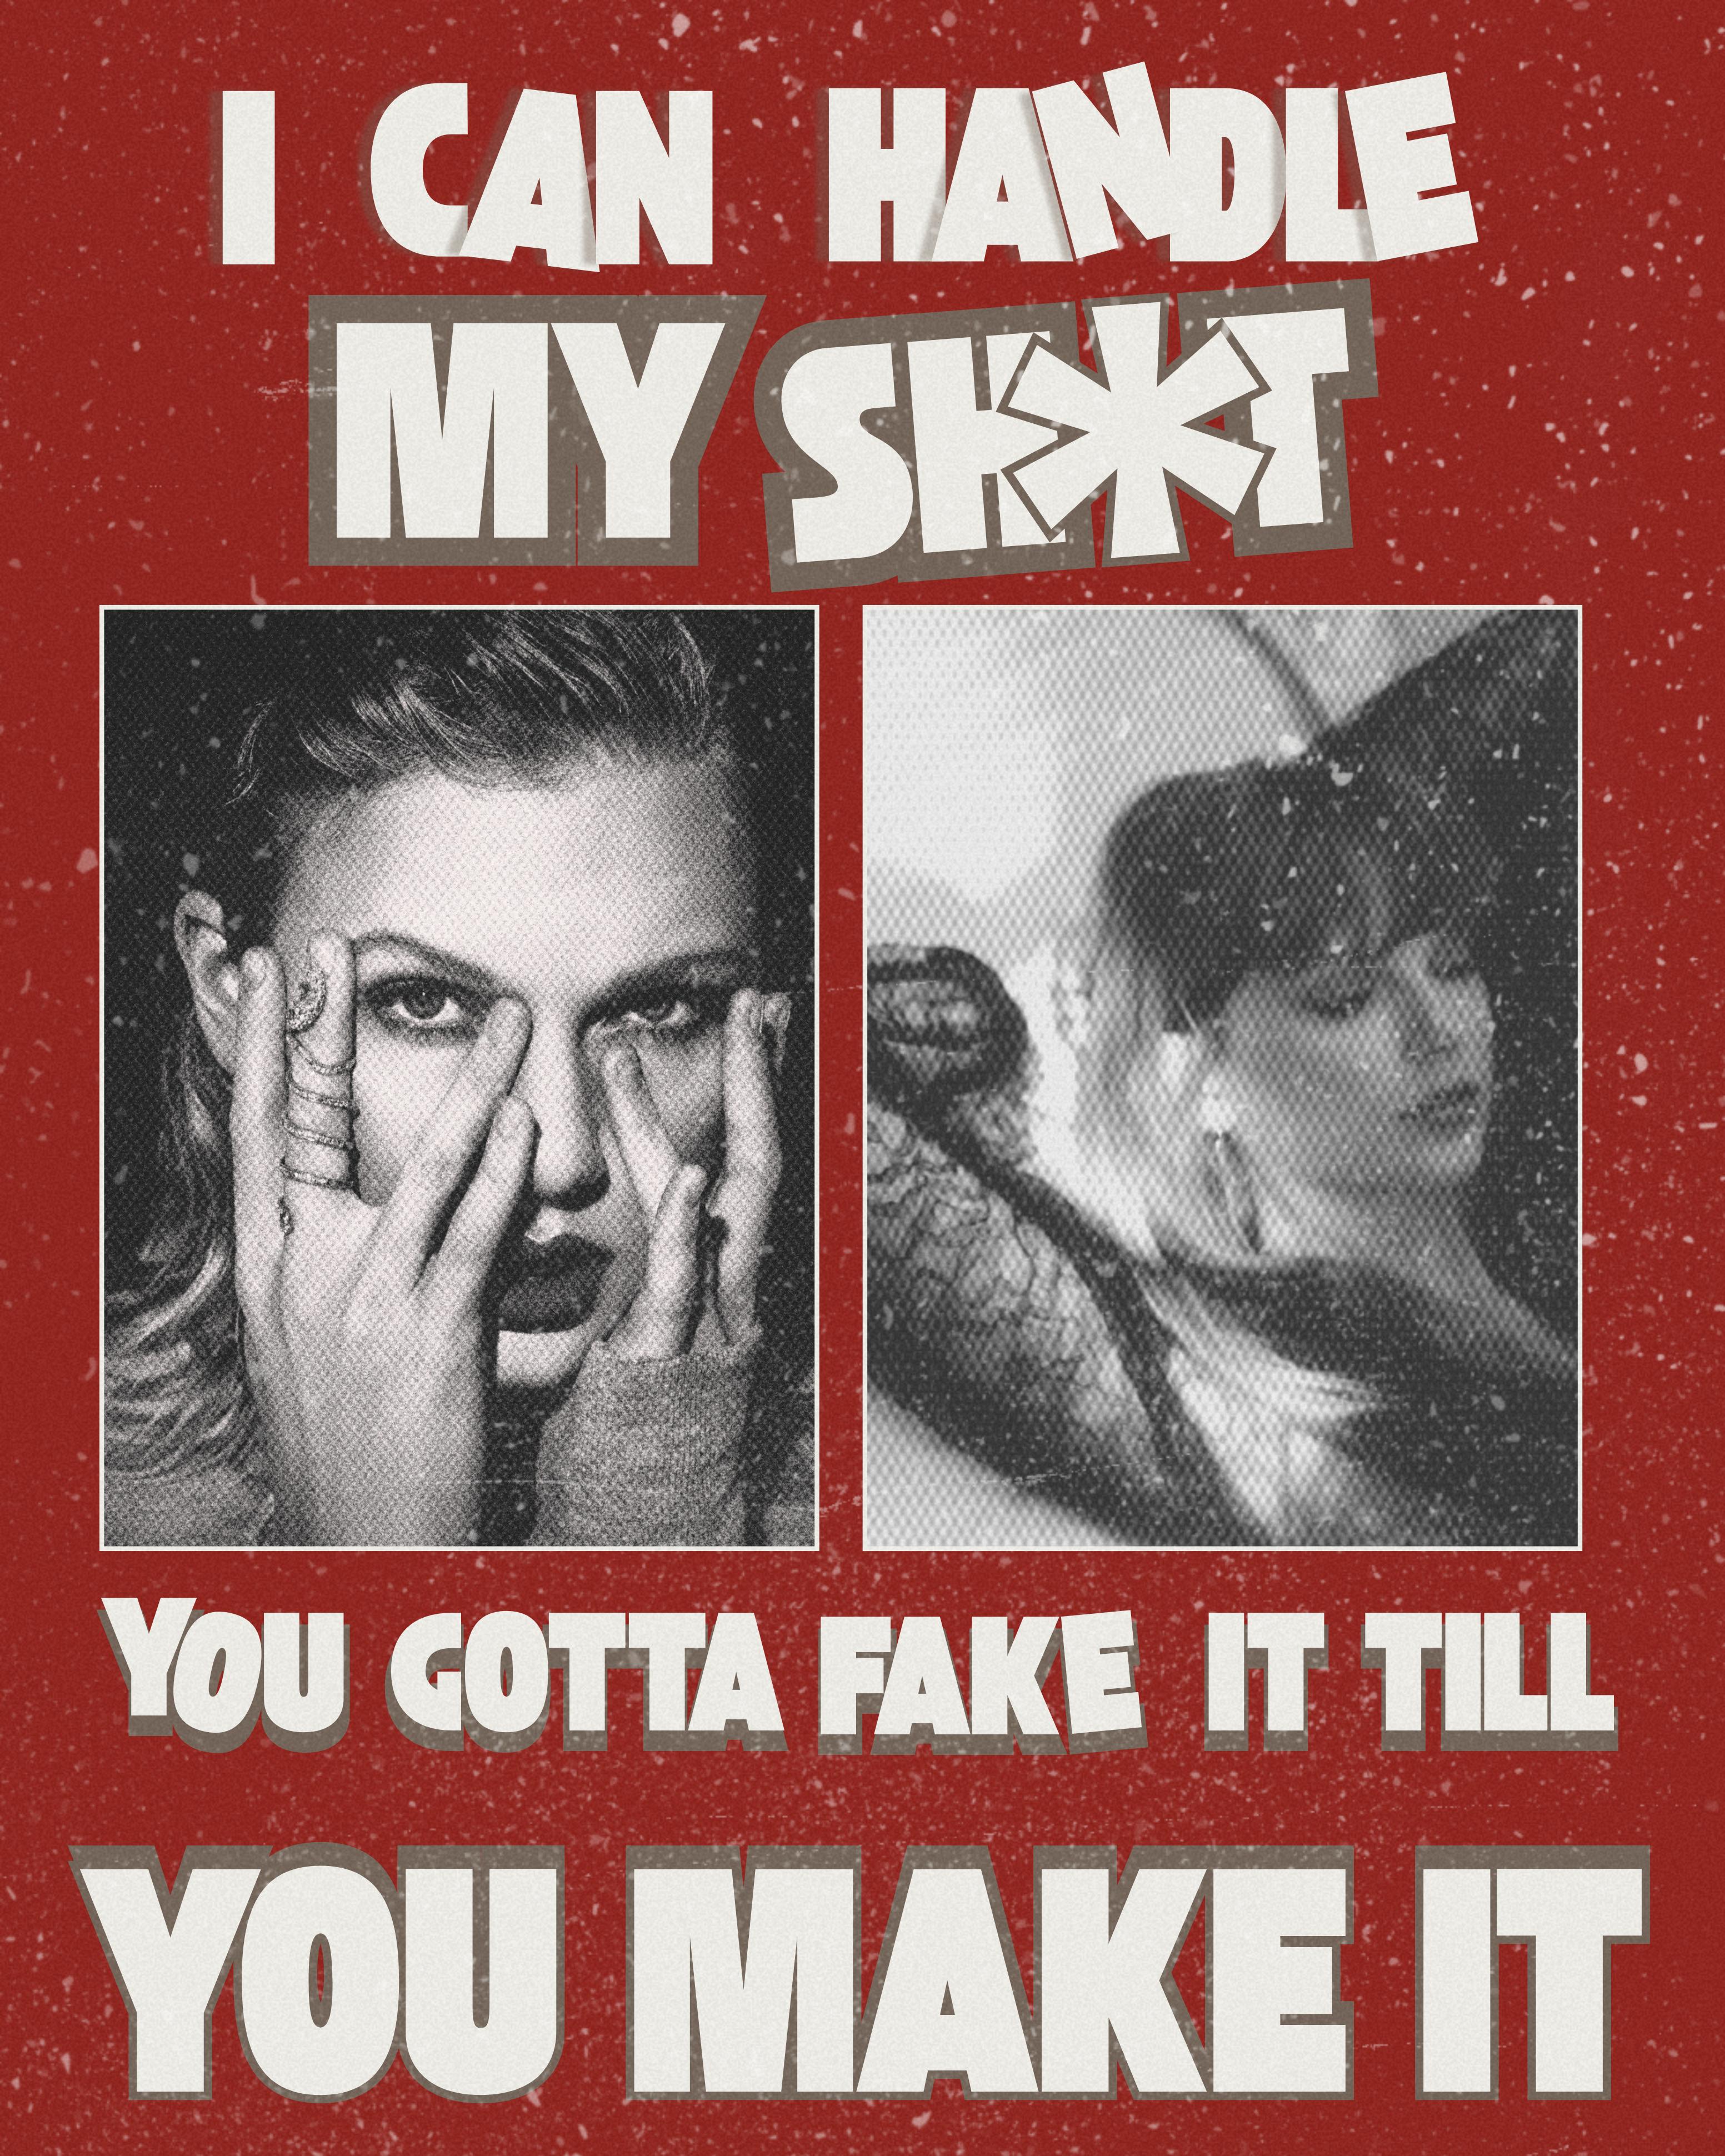 I CAN HANDLE
MY SH*T
YOU GOTTA FAKE IT TILL
YOU MAKE IT